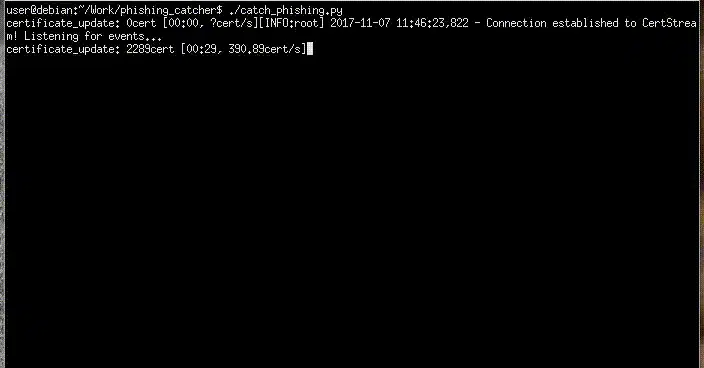 user@debian:~/Work/phishing_catcher$ ./catch_phishing.py
certificate_update: 0cert [00:00, ?cert/s][INFO:root] 2017-11-07 11:46:23,822 - Connection established to CertStrea
m! Listening for events...
certificate_update: 2289cert [00:29, 390.89cert/s]